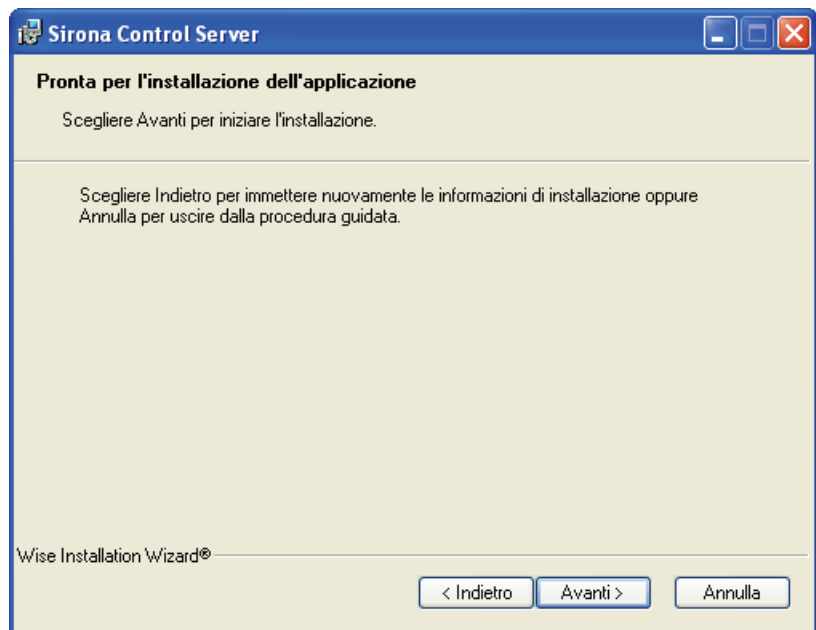 Sirona Control Server
Pronta per l'installazione dell'applicazione
Scegliere Avanti per iniziare l'installazione.
Scegliere Indietro per immettere nuovamente le informazioni di installazione oppure
Annulla per uscire dalla procedura guidata.
Wise Installation Wizard®
< Indietro
Avanti >
Annulla